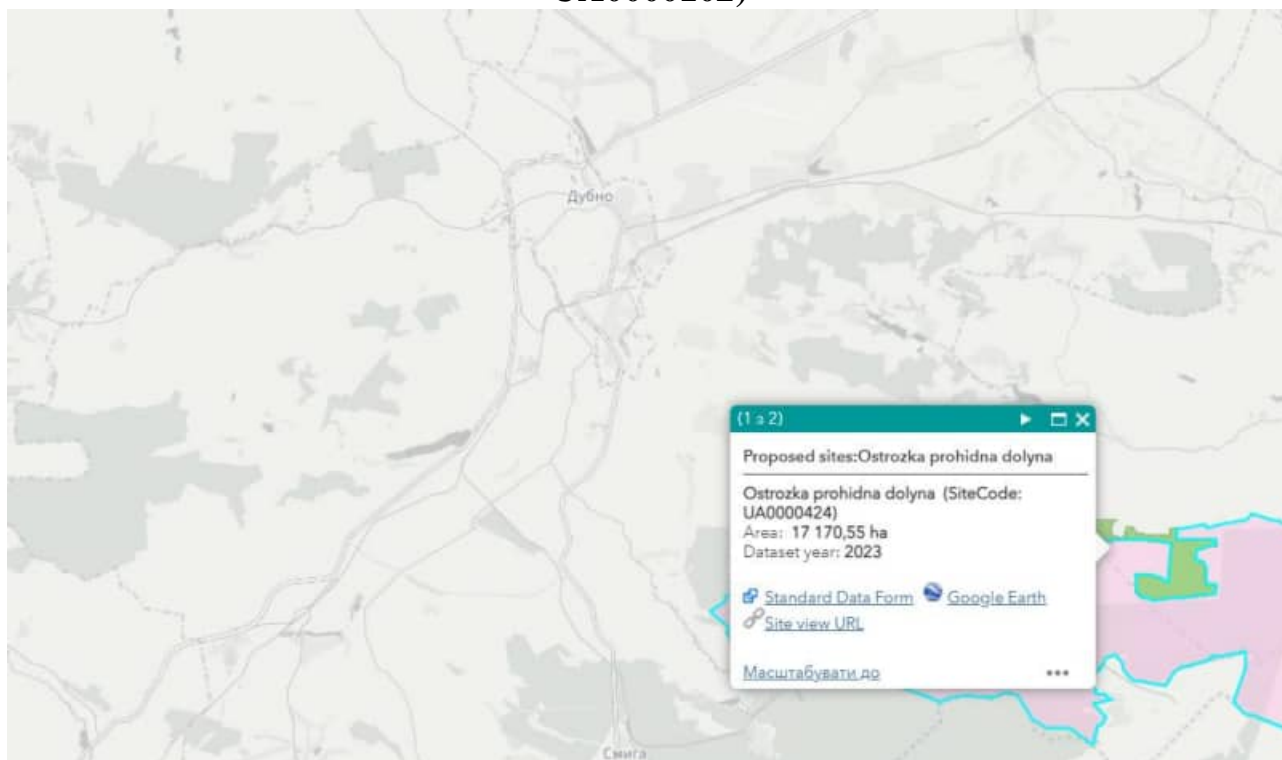 Дубно
(1 з 2)
Proposed sites:Ostrozka prohidna dolyna
Ostrozka prohidna dolyna (SiteCode:
UA0000424)
Area: 17 170,55 ha
Dataset year: 2023
Standard Data Form Google Earth
Site view URL
Масштабувати до
Смига